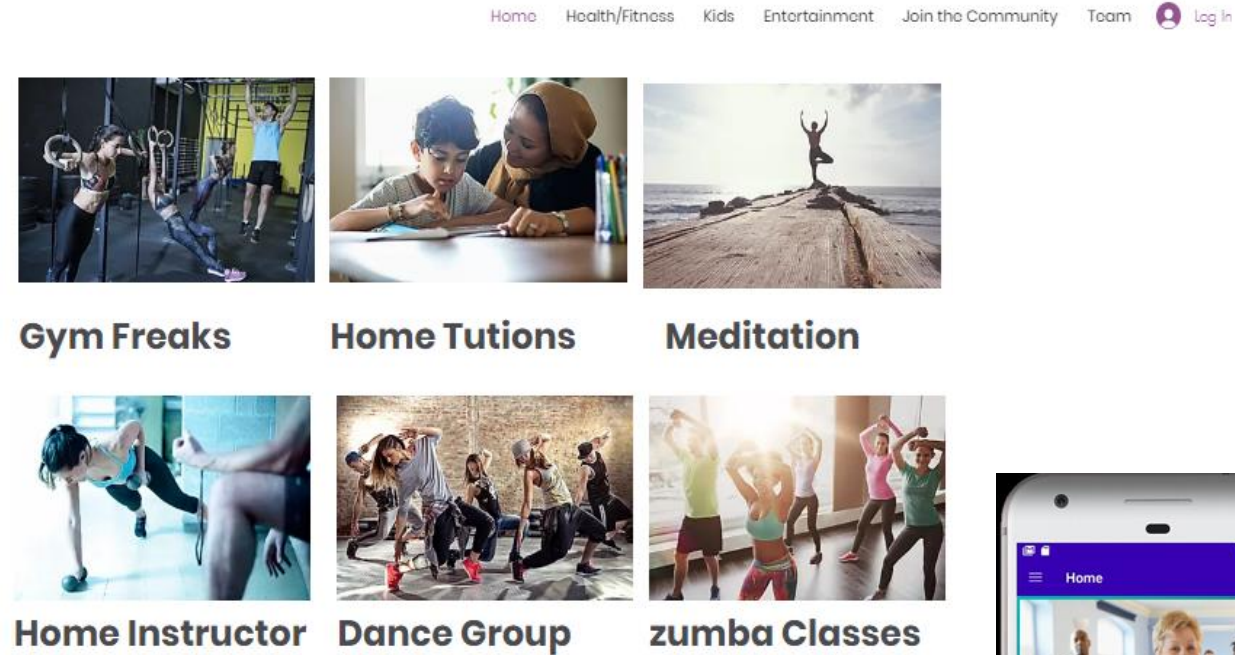 Home Health/Fitness Kids Entertainment Join the Community Team Log In
Gym Freaks Home Tutions Meditation
Home Instructor Dance Group zumba Classes
Home